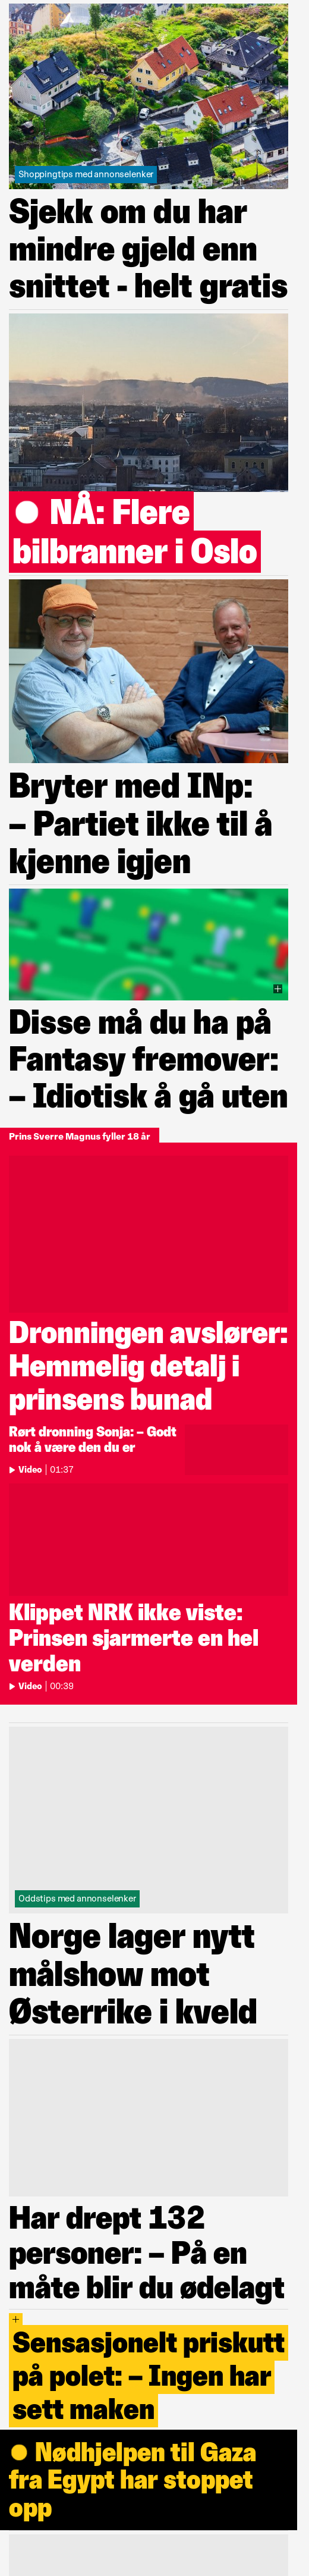 Shoppingtips med annonselenker
Sjekk om du har
mindre gjeld enn
snittet - helt gratis
● NÅ: Flere
bilbranner i Oslo
Bryter med INp:
– Partiet ikke til å
kjenne igjen
Disse må du ha på
Fantasy fremover:
– Idiotisk å gå uten
Prins Sverre Magnus fyller 18 år
Dronningen avslører:
Hemmelig detalj i
prinsens bunad
Rørt dronning Sonja: – Godt
nok å være den du er
Video | 01:37
Klippet NRK ikke viste:
Prinsen sjarmerte en hel
verden
Video | 00:39
Oddstips med annonselenker
Norge lager nytt
målshow mot
Østerrike i kveld
Har drept 132
personer: – På en
måte blir du ødelagt
+
Sensasjonelt priskutt
på polet: – Ingen har
sett maken
● Nødhjelpen til Gaza
fra Egypt har stoppet
opp